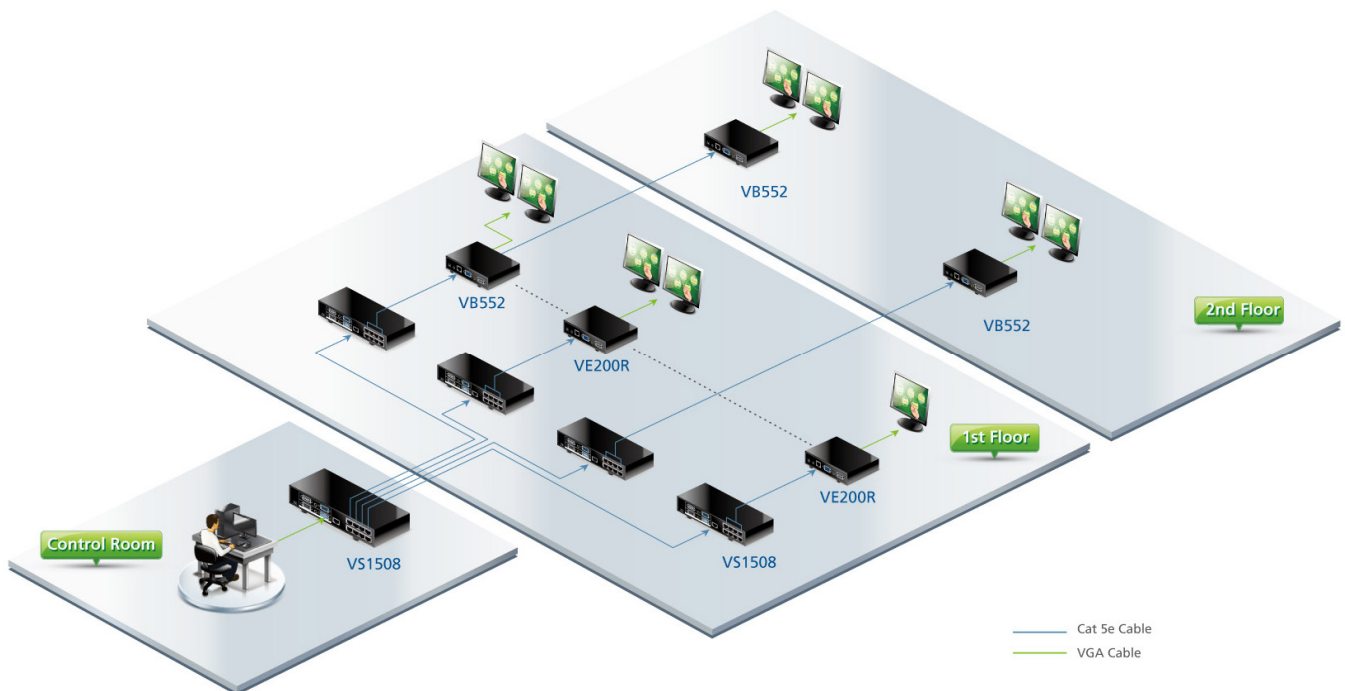 VB552
VB552
VB552
2nd Floor
VE200R
1st Floor
VE200R
Control Room
VS1508
VS1508
Cat 5e Cable
VGA Cable